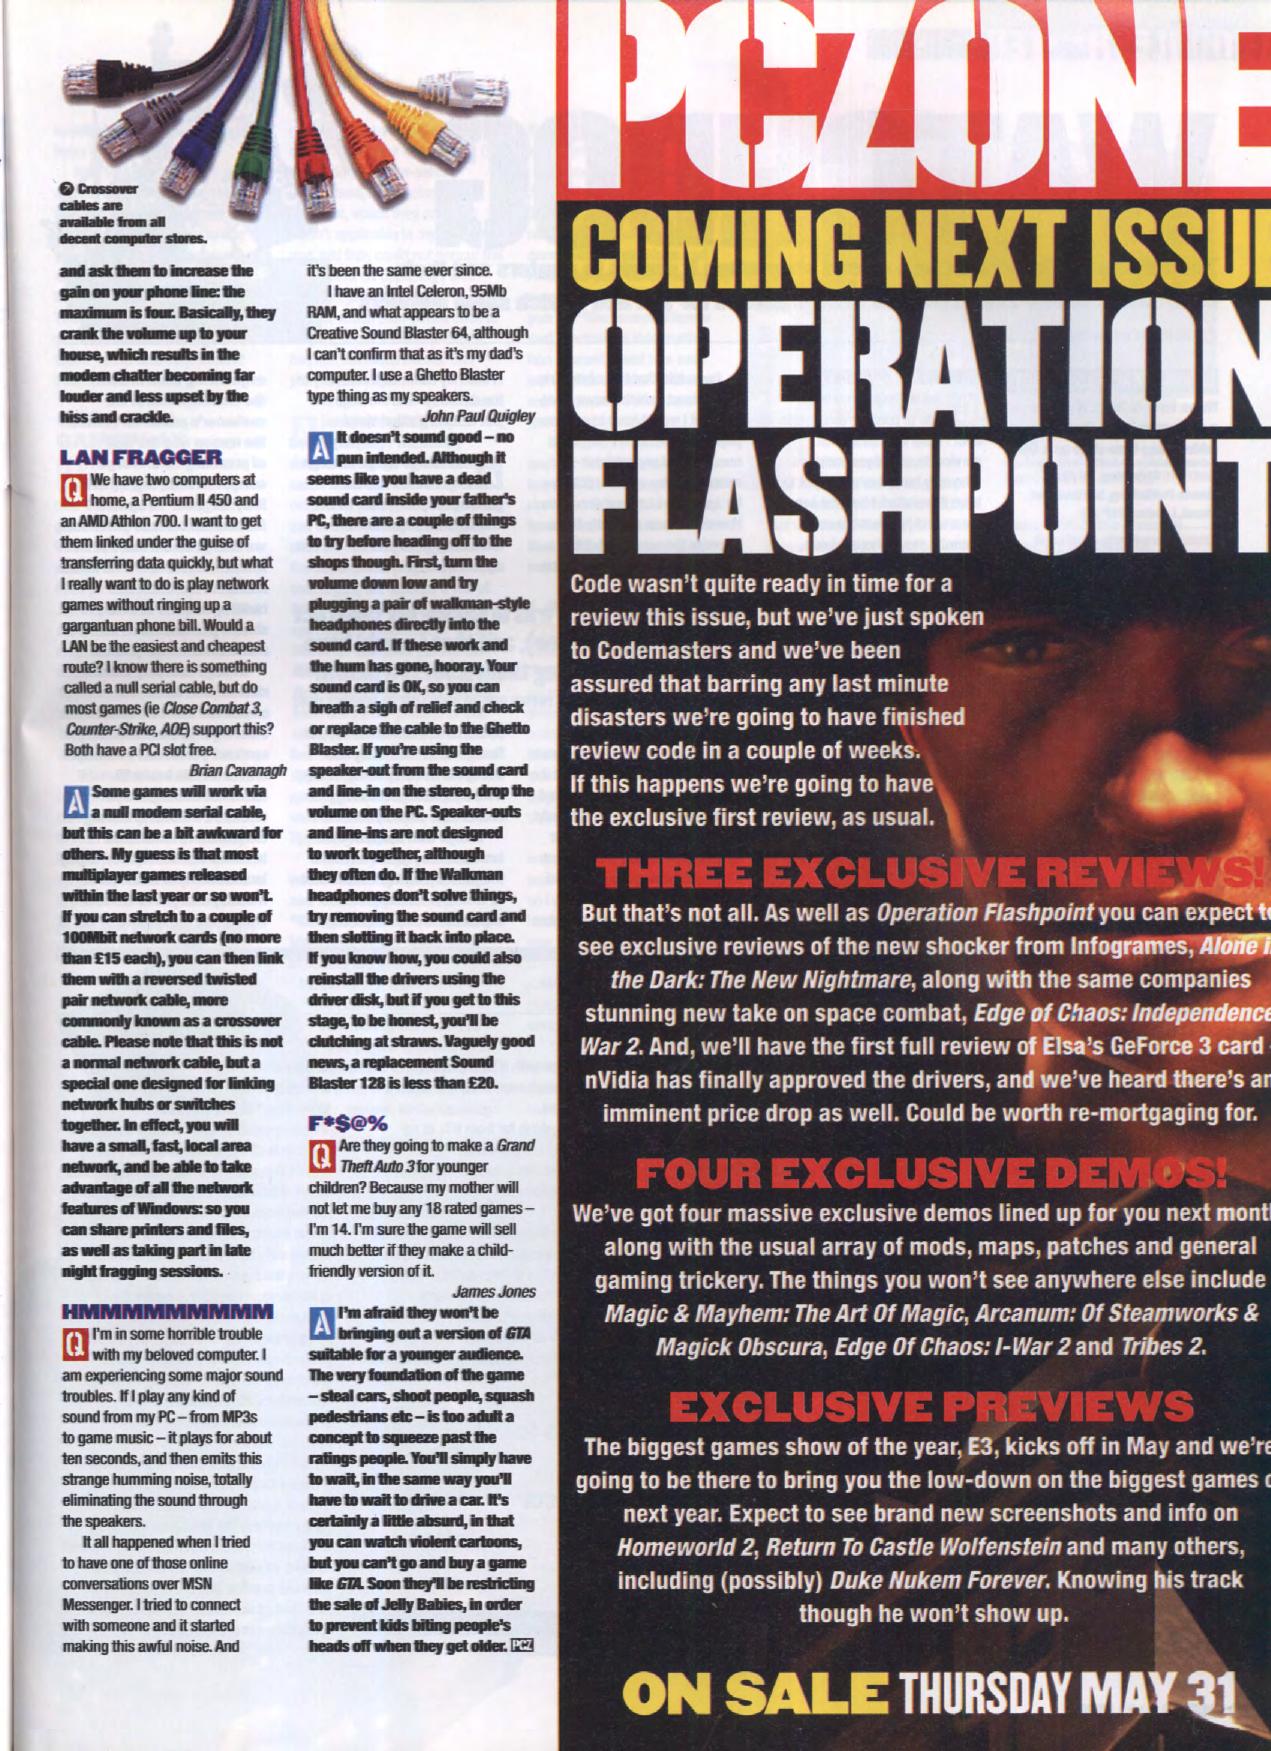 Crossover
cables are
available from all
decent computer stores.
and ask them to increase the
gain on your phone line: the
maximum is four. Basically, they
crank the volume up to your
house, which results in the
modem chatter becoming far
louder and less upset by the
hiss and crackle.
LAN FRAGGER
Q We have two computers at
home, a Pentium II 450 and
an AMD Athlon 700. I want to get
them linked under the guise of
transferring data quickly, but what
I really want to do is play network
games without ringing up a
gargantuan phone bill. Would a
LAN be the easiest and cheapest
route? I know there is something
called a null serial cable, but do
most games (ie Close Combat 3,
Counter-Strike, AOE) support this?
Both have a PCI slot free.
Brian Cavanagh
A Some games will work via
a null modem serial cable,
but this can be a bit awkward for
others. My guess is that most
multiplayer games released
within the last year or so won't.
If you can stretch to a couple of
100Mbit network cards (no more
than £15 each), you can then link
them with a reversed twisted
pair network cable, more
commonly known as a crossover
cable. Please note that this is not
a normal network cable, but a
special one designed for linking
network hubs or switches
together. In effect, you will
have a small, fast, local area
network, and be able to take
advantage of all the network
features of Windows: so you
can share printers and files,
as well as taking part in late
night fragging sessions.
HMMMMMMMMMM
Q I'm in some horrible trouble
with my beloved computer. I
am experiencing some major sound
troubles. If I play any kind of
sound from my PC – from MP3s
to game music – it plays for about
ten seconds, and then emits this
strange humming noise, totally
eliminating the sound through
the speakers.
It all happened when I tried
to have one of those online
conversations over MSN
Messenger. I tried to connect
with someone and it started
making this awful noise. And
it's been the same ever since.
I have an Intel Celeron, 95Mb
RAM, and what appears to be a
Creative Sound Blaster 64, although
I can't confirm that as it's my dad's
computer. I use a Ghetto Blaster
type thing as my speakers.
John Paul Quigley
A It doesn't sound good – no
pun intended. Although it
seems like you have a dead
sound card inside your father's
PC, there are a couple of things
to try before heading off to the
shops though. First, turn the
volume down low and try
plugging a pair of walkman-style
headphones directly into the
sound card. If these work and
the hum has gone, hooray. Your
sound card is OK, so you can
breath a sigh of relief and check
or replace the cable to the Ghetto
Blaster. If you're using the
speaker-out from the sound card
and line-in on the stereo, drop the
volume on the PC. Speaker-outs
and line-ins are not designed
to work together, although
they often do. If the Walkman
headphones don't solve things,
try removing the sound card and
then slotting it back into place.
If you know how, you could also
reinstall the drivers using the
driver disk, but if you get to this
stage, to be honest, you'll be
clutching at straws. Vaguely good
news, a replacement Sound
Blaster 128 is less than £20.
F*$@%
Q Are they going to make a Grand
Theft Auto 3 for younger
children? Because my mother will
not let me buy any 18 rated games –
I'm 14. I'm sure the game will sell
much better if they make a child-
friendly version of it.
James Jones
A I'm afraid they won't be
bringing out a version of GTA
suitable for a younger audience.
The very foundation of the game
– steal cars, shoot people, squash
pedestrians etc – is too adult a
concept to squeeze past the
ratings people. You'll simply have
to wait, in the same way you'll
have to wait to drive a car. It's
certainly a little absurd, in that
you can watch violent cartoons,
but you can't go and buy a game
like GTA. Soon they'll be restricting
the sale of Jelly Babies, in order
to prevent kids biting people's
heads off when they get older. PCZ
PCZONE
COMING NEXT ISSUE
OPERATION
FLASHPOINT
Code wasn't quite ready in time for a
review this issue, but we've just spoken
to Codemasters and we've been
assured that barring any last minute
disasters we're going to have finished
review code in a couple of weeks.
If this happens we're going to have
the exclusive first review, as usual.
THREE EXCLUSIVE REVIEWS!
But that's not all. As well as Operation Flashpoint you can expect to
see exclusive reviews of the new shocker from Infogrames, Alone in
the Dark: The New Nightmare, along with the same companies
stunning new take on space combat, Edge of Chaos: Independence
War 2. And, we'll have the first full review of Elsa's GeForce 3 card –
nVidia has finally approved the drivers, and we've heard there's an
imminent price drop as well. Could be worth re-mortgaging for.
FOUR EXCLUSIVE DEMOS!
We've got four massive exclusive demos lined up for you next month
along with the usual array of mods, maps, patches and general
gaming trickery. The things you won't see anywhere else include
Magic & Mayhem: The Art Of Magic, Arcanum: Of Steamworks &
Magick Obscura, Edge Of Chaos: I-War 2 and Tribes 2.
EXCLUSIVE PREVIEWS
The biggest games show of the year, E3, kicks off in May and we're
going to be there to bring you the low-down on the biggest games of
next year. Expect to see brand new screenshots and info on
Homeworld 2, Return To Castle Wolfenstein and many others,
including (possibly) Duke Nukem Forever. Knowing his track
though he won't show up.
ON SALE THURSDAY MAY 31